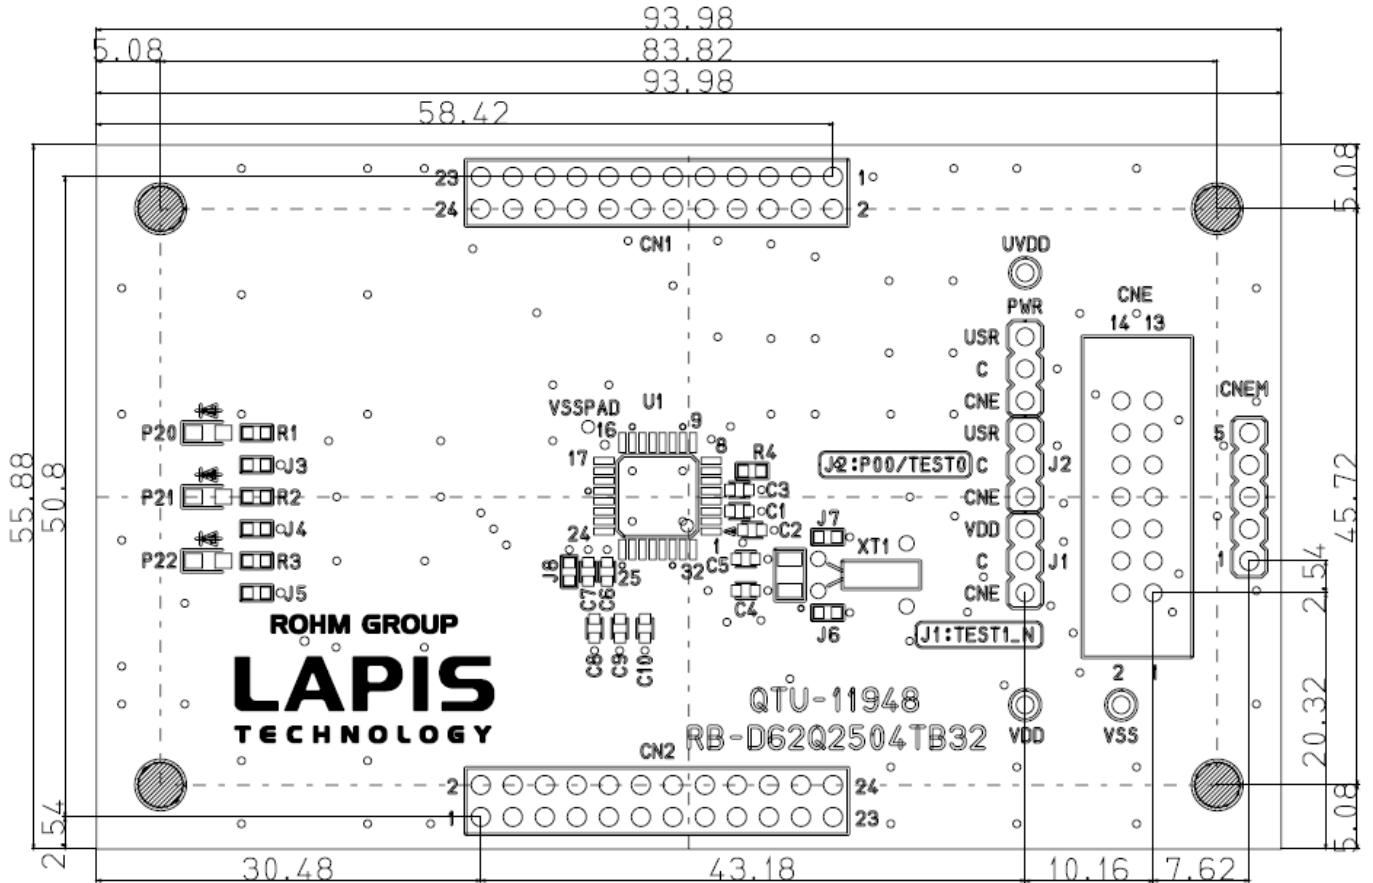 93.98
5.08
83.82
93.98
58.42
5.08
23
1
24
2
CN1
UVDD
PWR
CNE
14 13
USR
C
CNE
CNEM
VSSPAD
U1
9
16
8
P20
R1
USR
5
17
R4
J2:P00/TEST0
C
J2
J3
55.88
50.8
45.72
P21
R2
C3
CNE
C1
J7
VDD
J4
24
1
C2
XT1
P22
R3
J8
C7
C6
25
32
C5
C
J1
1
2.54
J5
C4
CNE
ROHM GROUP
J6
J1:TEST1_N
C8
C9
C10
LAPIS
2
1
QTU-11948
20.32
TECHNOLOGY
RB-D62Q2504TB32
VDD
VSS
CN2
2
24
1
23
2.54
5.08
30.48
43.18
10.16
7.62